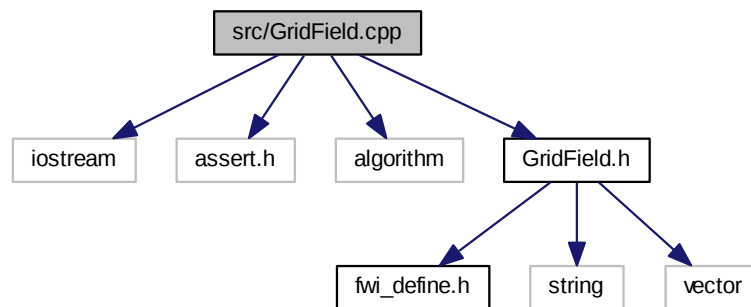 src/GridField.cpp
iostream
assert.h
algorithm
GridField.h
fwi_define.h
string
vector